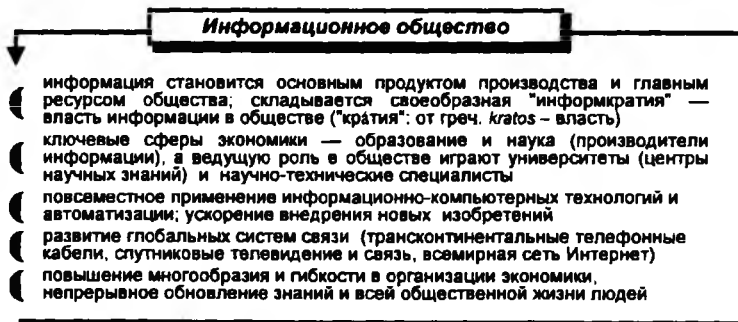 Информационное общество
информация становится основным продуктом производства и главным
ресурсом общества; складывается своеобразная "информкратия" —
власть информации в обществе ("кра́тия": от греч. kratos – власть)
ключевые сферы экономики — образование и наука (производители
информации), а ведущую роль в обществе играют университеты (центры
научных знаний) и научно-технические специалисты
повсеместное применение информационно-компьютерных технологий и
автоматизации; ускорение внедрения новых изобретений
развитие глобальных систем связи (трансконтинентальные телефонные
кабели, спутниковые телевидение и связь, всемирная сеть Интернет)
повышение многообразия и гибкости в организации экономики,
непрерывное обновление знаний и всей общественной жизни людей